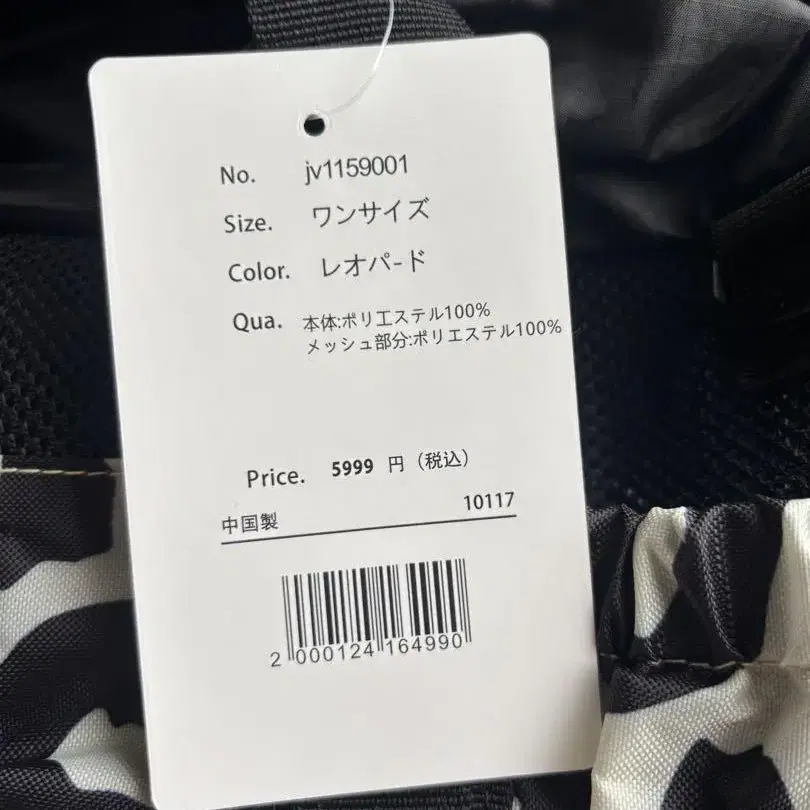 No. jv1159001
Size. ワンサイズ
Color. レオパ-ド
Qua. 本体:ポリエステル100%
メッシュ部分:ポリエステル100%
Price. 5999 円（税込）
中国製 10117
2 000124 164990